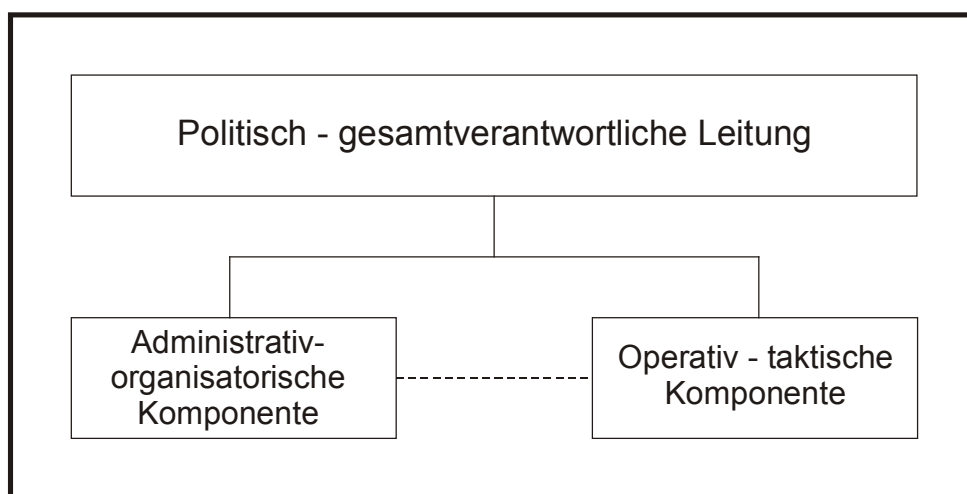 Politisch - gesamtverantwortliche Leitung
Administrativ-
organisatorische
Komponente
Operativ - taktische
Komponente